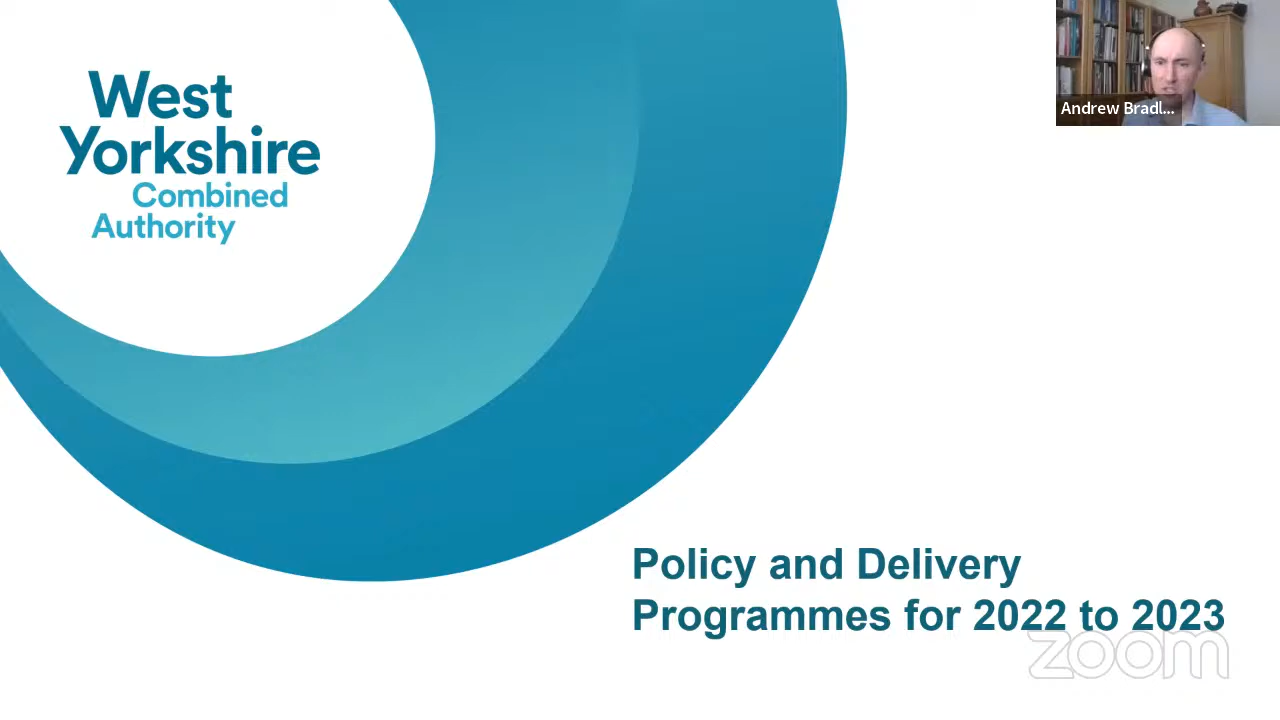 West
Yorkshire
Combined
Authority
Andrew Bradl...
Policy and Delivery
Programmes for 2022 to 2023
zoom